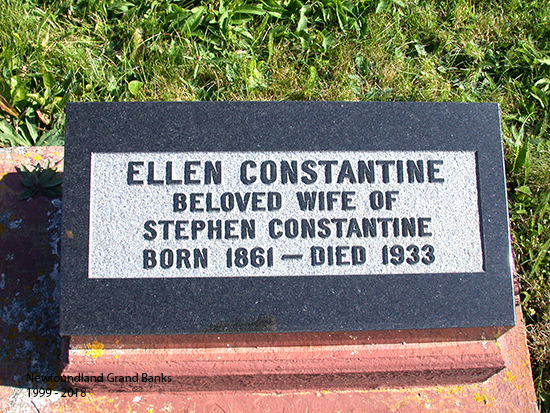 ELLEN CONSTANTINE
BELOVED WIFE OF
STEPHEN CONSTANTINE
BORN 1861 — DIED 1933
Newfoundland Grand Banks
1999 - 2018